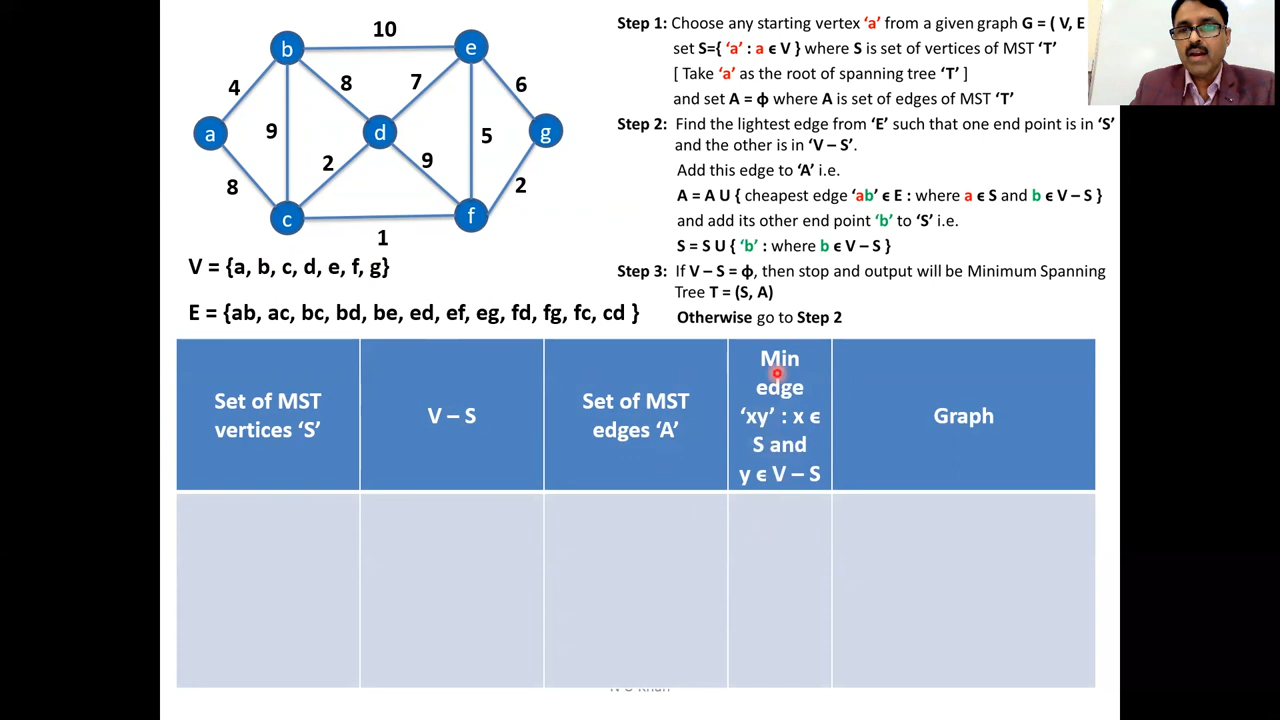 10
b
e
4
8
7
6
a
9
d
5
g
8
2
9
2
c
f
1
V = {a, b, c, d, e, f, g}
E = {ab, ac, bc, bd, be, ed, ef, eg, fd, fg, fc, cd }
Step 1: Choose any starting vertex ‘a’ from a given graph G = ( V, E
set S={ ‘a’ : a ϵ V } where S is set of vertices of MST ‘T’
[ Take ‘a’ as the root of spanning tree ‘T’ ]
and set A = ϕ where A is set of edges of MST ‘T’
Step 2: Find the lightest edge from ‘E’ such that one end point is in ‘S’
and the other is in ‘V – S’.
Add this edge to ‘A’ i.e.
A = A U { cheapest edge ‘ab’ ϵ E : where a ϵ S and b ϵ V – S }
and add its other end point ‘b’ to ‘S’ i.e.
S = S U { ‘b’ : where b ϵ V – S }
Step 3: If V – S = ϕ, then stop and output will be Minimum Spanning
Tree T = (S, A)
Otherwise go to Step 2
Set of MST
vertices ‘S’
V – S
Set of MST
edges ‘A’
Min
edge
‘xy’ : x ϵ
S and
y ϵ V – S
Graph